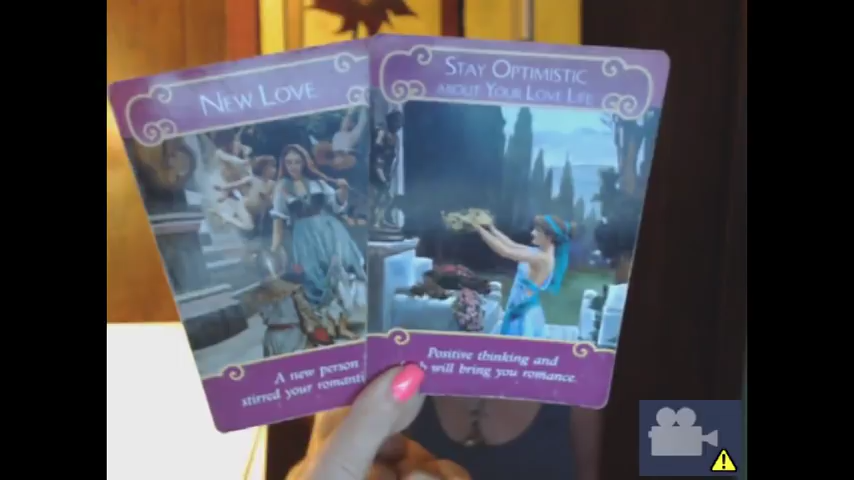 NEW LOVE
A new person
stirred your romanti
STAY OPTIMISTIC
ABOUT YOUR LOVE LIFE
Positive thinking and
will bring you romance.